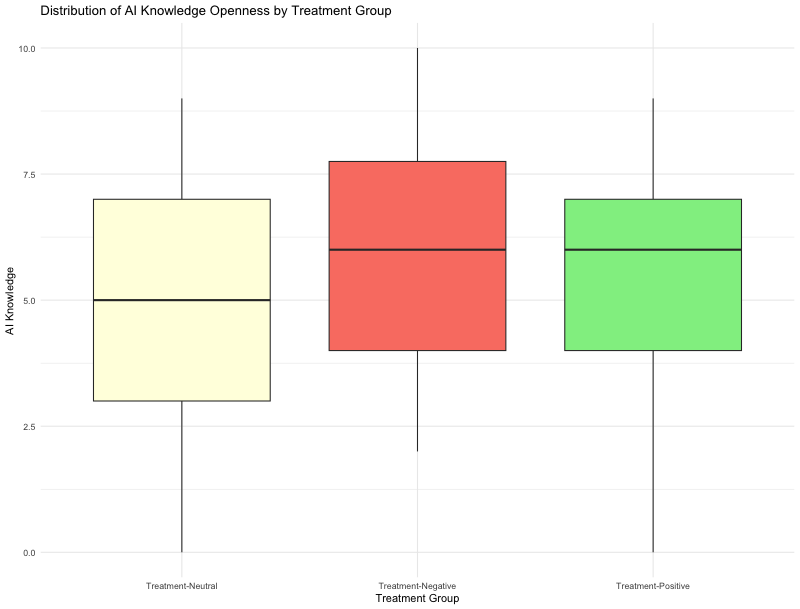 Distribution of AI Knowledge Openness by Treatment Group
AI Knowledge
10.0
7.5
5.0
2.5
0.0
Treatment-Neutral
Treatment-Negative
Treatment-Positive
Treatment Group